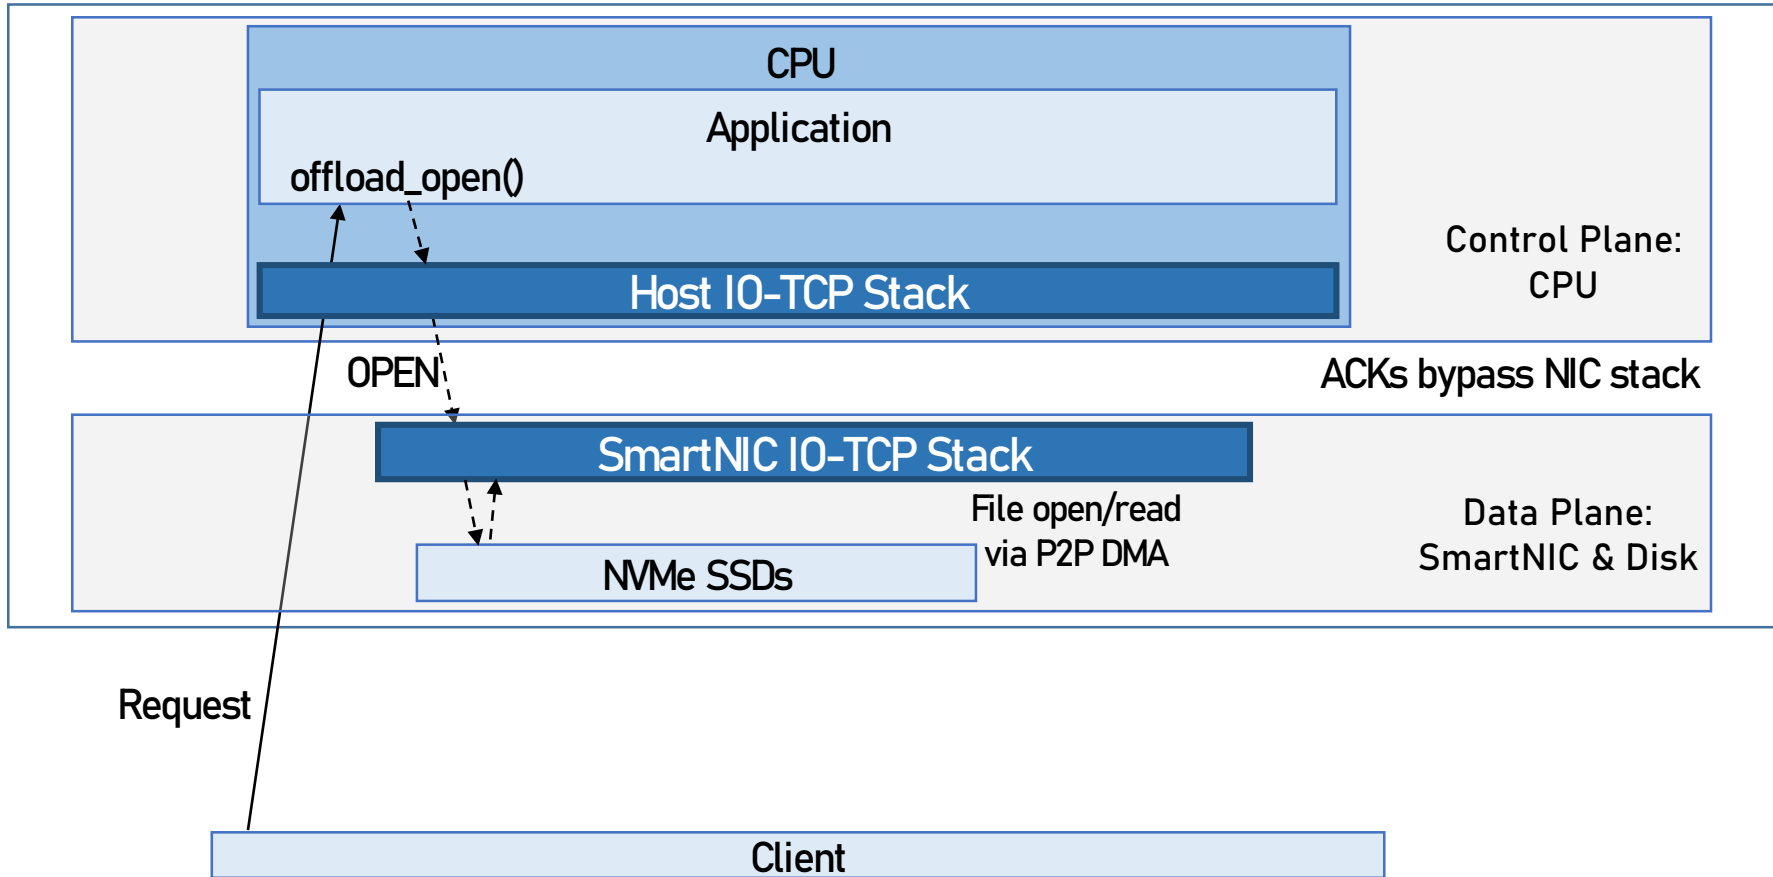 CPU
Application
offload_open()
Control Plane:
CPU
Host IO-TCP Stack
OPEN
ACKs bypass NIC stack
SmartNIC IO-TCP Stack
File open/read
via P2P DMA
Data Plane:
SmartNIC & Disk
NVMe SSDs
Request
Client